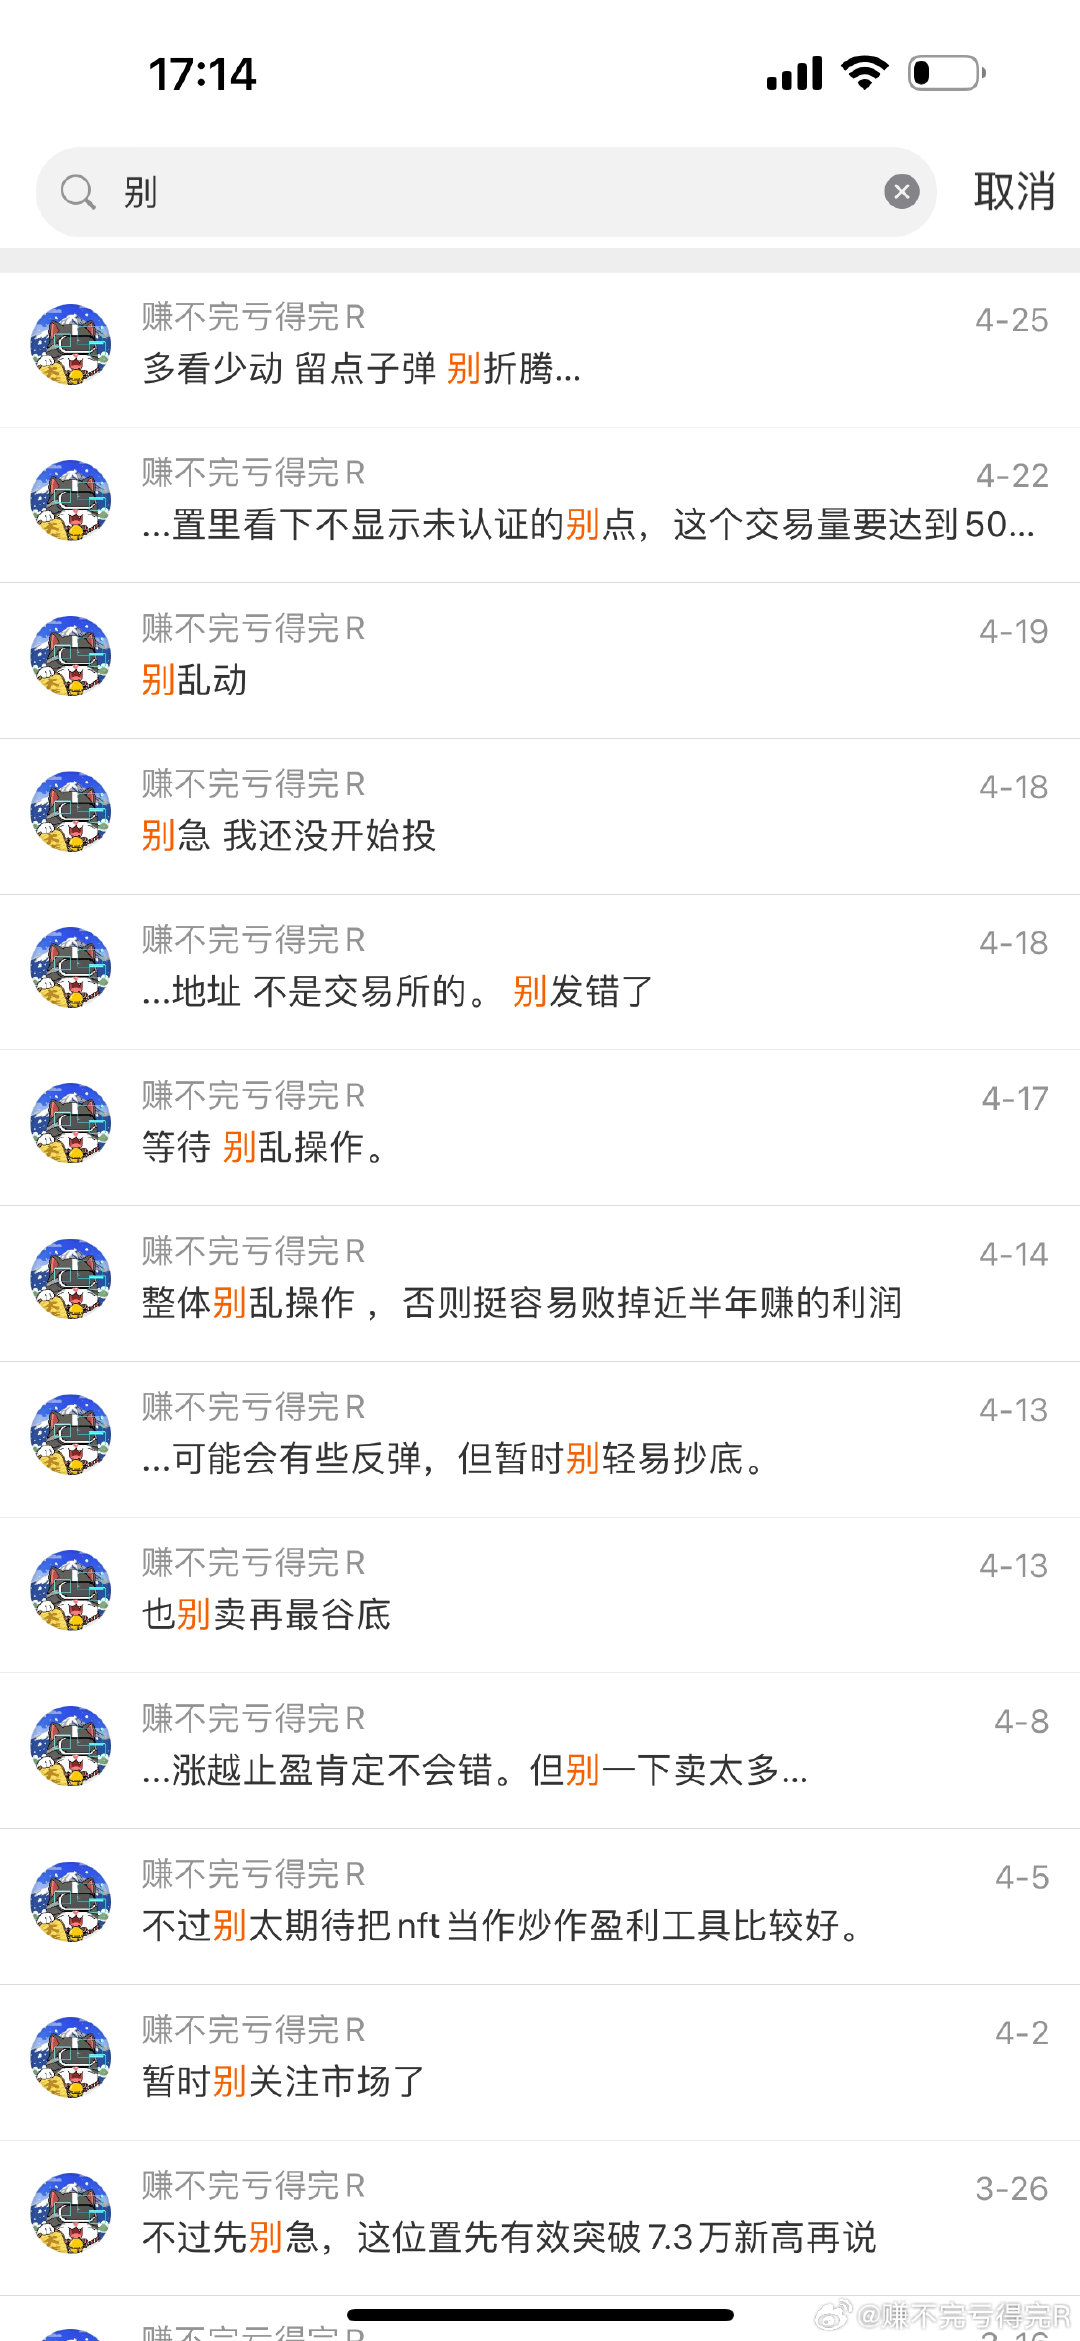 17:14
别
取消
赚不完亏得完R
4-25
多看少动 留点子弹 别折腾...
赚不完亏得完R
4-22
...置里看下不显示未认证的别点，这个交易量要达到50...
赚不完亏得完R
4-19
别乱动
赚不完亏得完R
4-18
别急 我还没开始投
赚不完亏得完R
4-18
...地址 不是交易所的。 别发错了
赚不完亏得完R
4-17
等待 别乱操作。
赚不完亏得完R
4-14
整体别乱操作 ，否则挺容易败掉近半年赚的利润
赚不完亏得完R
4-13
...可能会有些反弹，但暂时别轻易抄底。
赚不完亏得完R
4-13
也别卖再最谷底
赚不完亏得完R
4-8
...涨越止盈肯定不会错。但别一下卖太多...
赚不完亏得完R
4-5
不过别太期待把nft当作炒作盈利工具比较好。
赚不完亏得完R
4-2
暂时别关注市场了
赚不完亏得完R
3-26
不过先别急，这位置先有效突破7.3万新高再说
赚不完亏得完R
@赚不完亏得完R